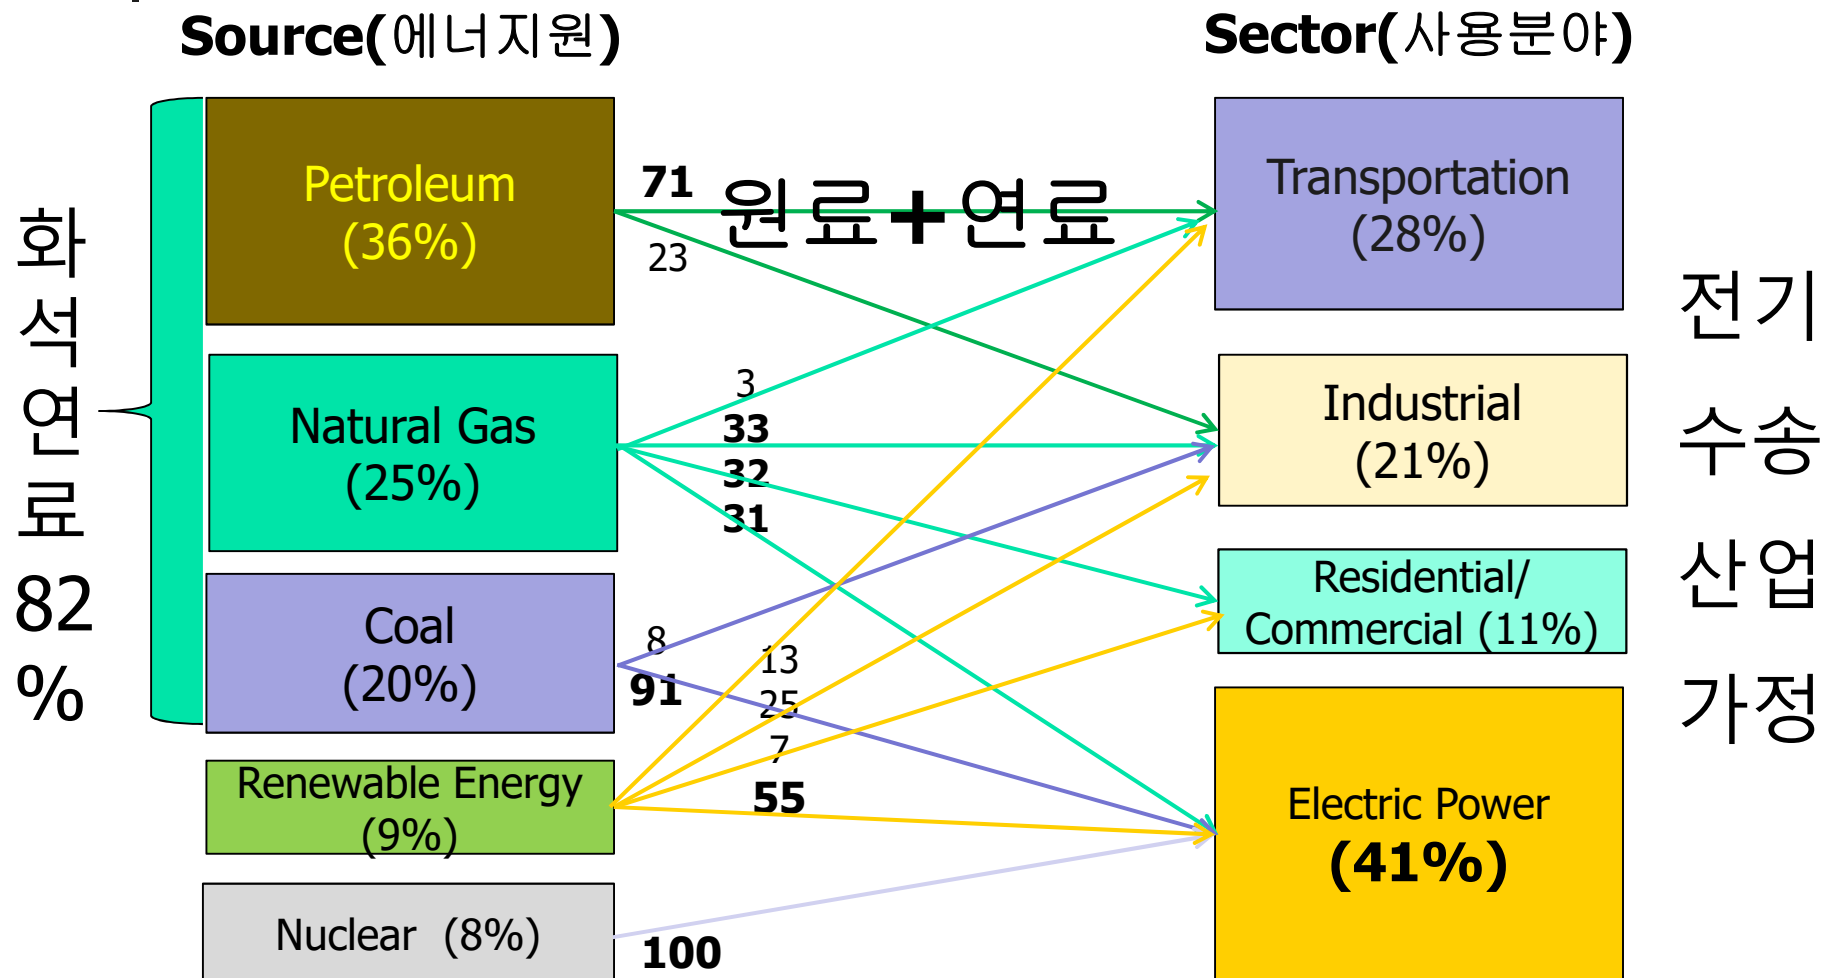 Source(에너지원)
Sector(사용분야)
화
석
연
료
82
%
Petroleum
(36%)
Natural Gas
(25%)
Coal
(20%)
Renewable Energy
(9%)
Nuclear (8%)
71
23
원료+연료
3
33
32
31
8
91
13
25
7
55
100
Transportation
(28%)
Industrial
(21%)
Residential/
Commercial (11%)
Electric Power
(41%)
전기
수송
산업
가정